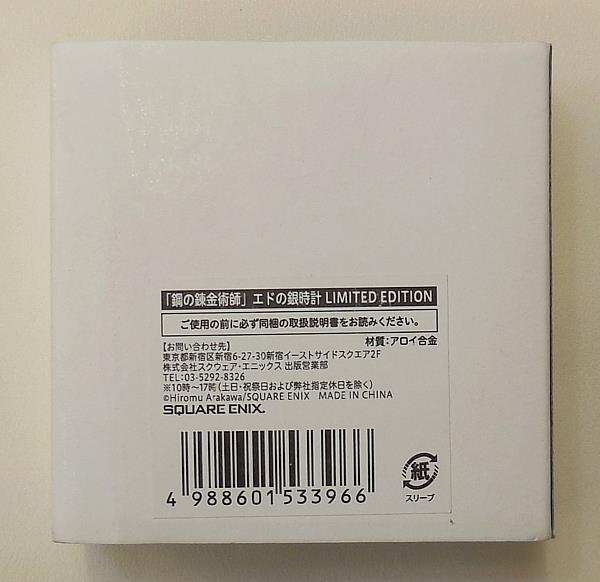 「鋼の錬金術師」エドの銀時計 LIMITED EDITION
ご使用の前に必ず同梱の取扱説明書をお読みください。
材質：アロイ合金
【お問い合わせ先】
東京都新宿区新宿6-27-30新宿イーストサイドスクエア2F
株式会社スクウェア・エニックス 出版営業部
TEL：03-5292-8326
※10時～17時（土日・祝祭日および弊社指定休日を除く）
©Hiromu Arakawa/SQUARE ENIX MADE IN CHINA
SQUARE ENIX.
紙
スリーブ
4 988601 533966